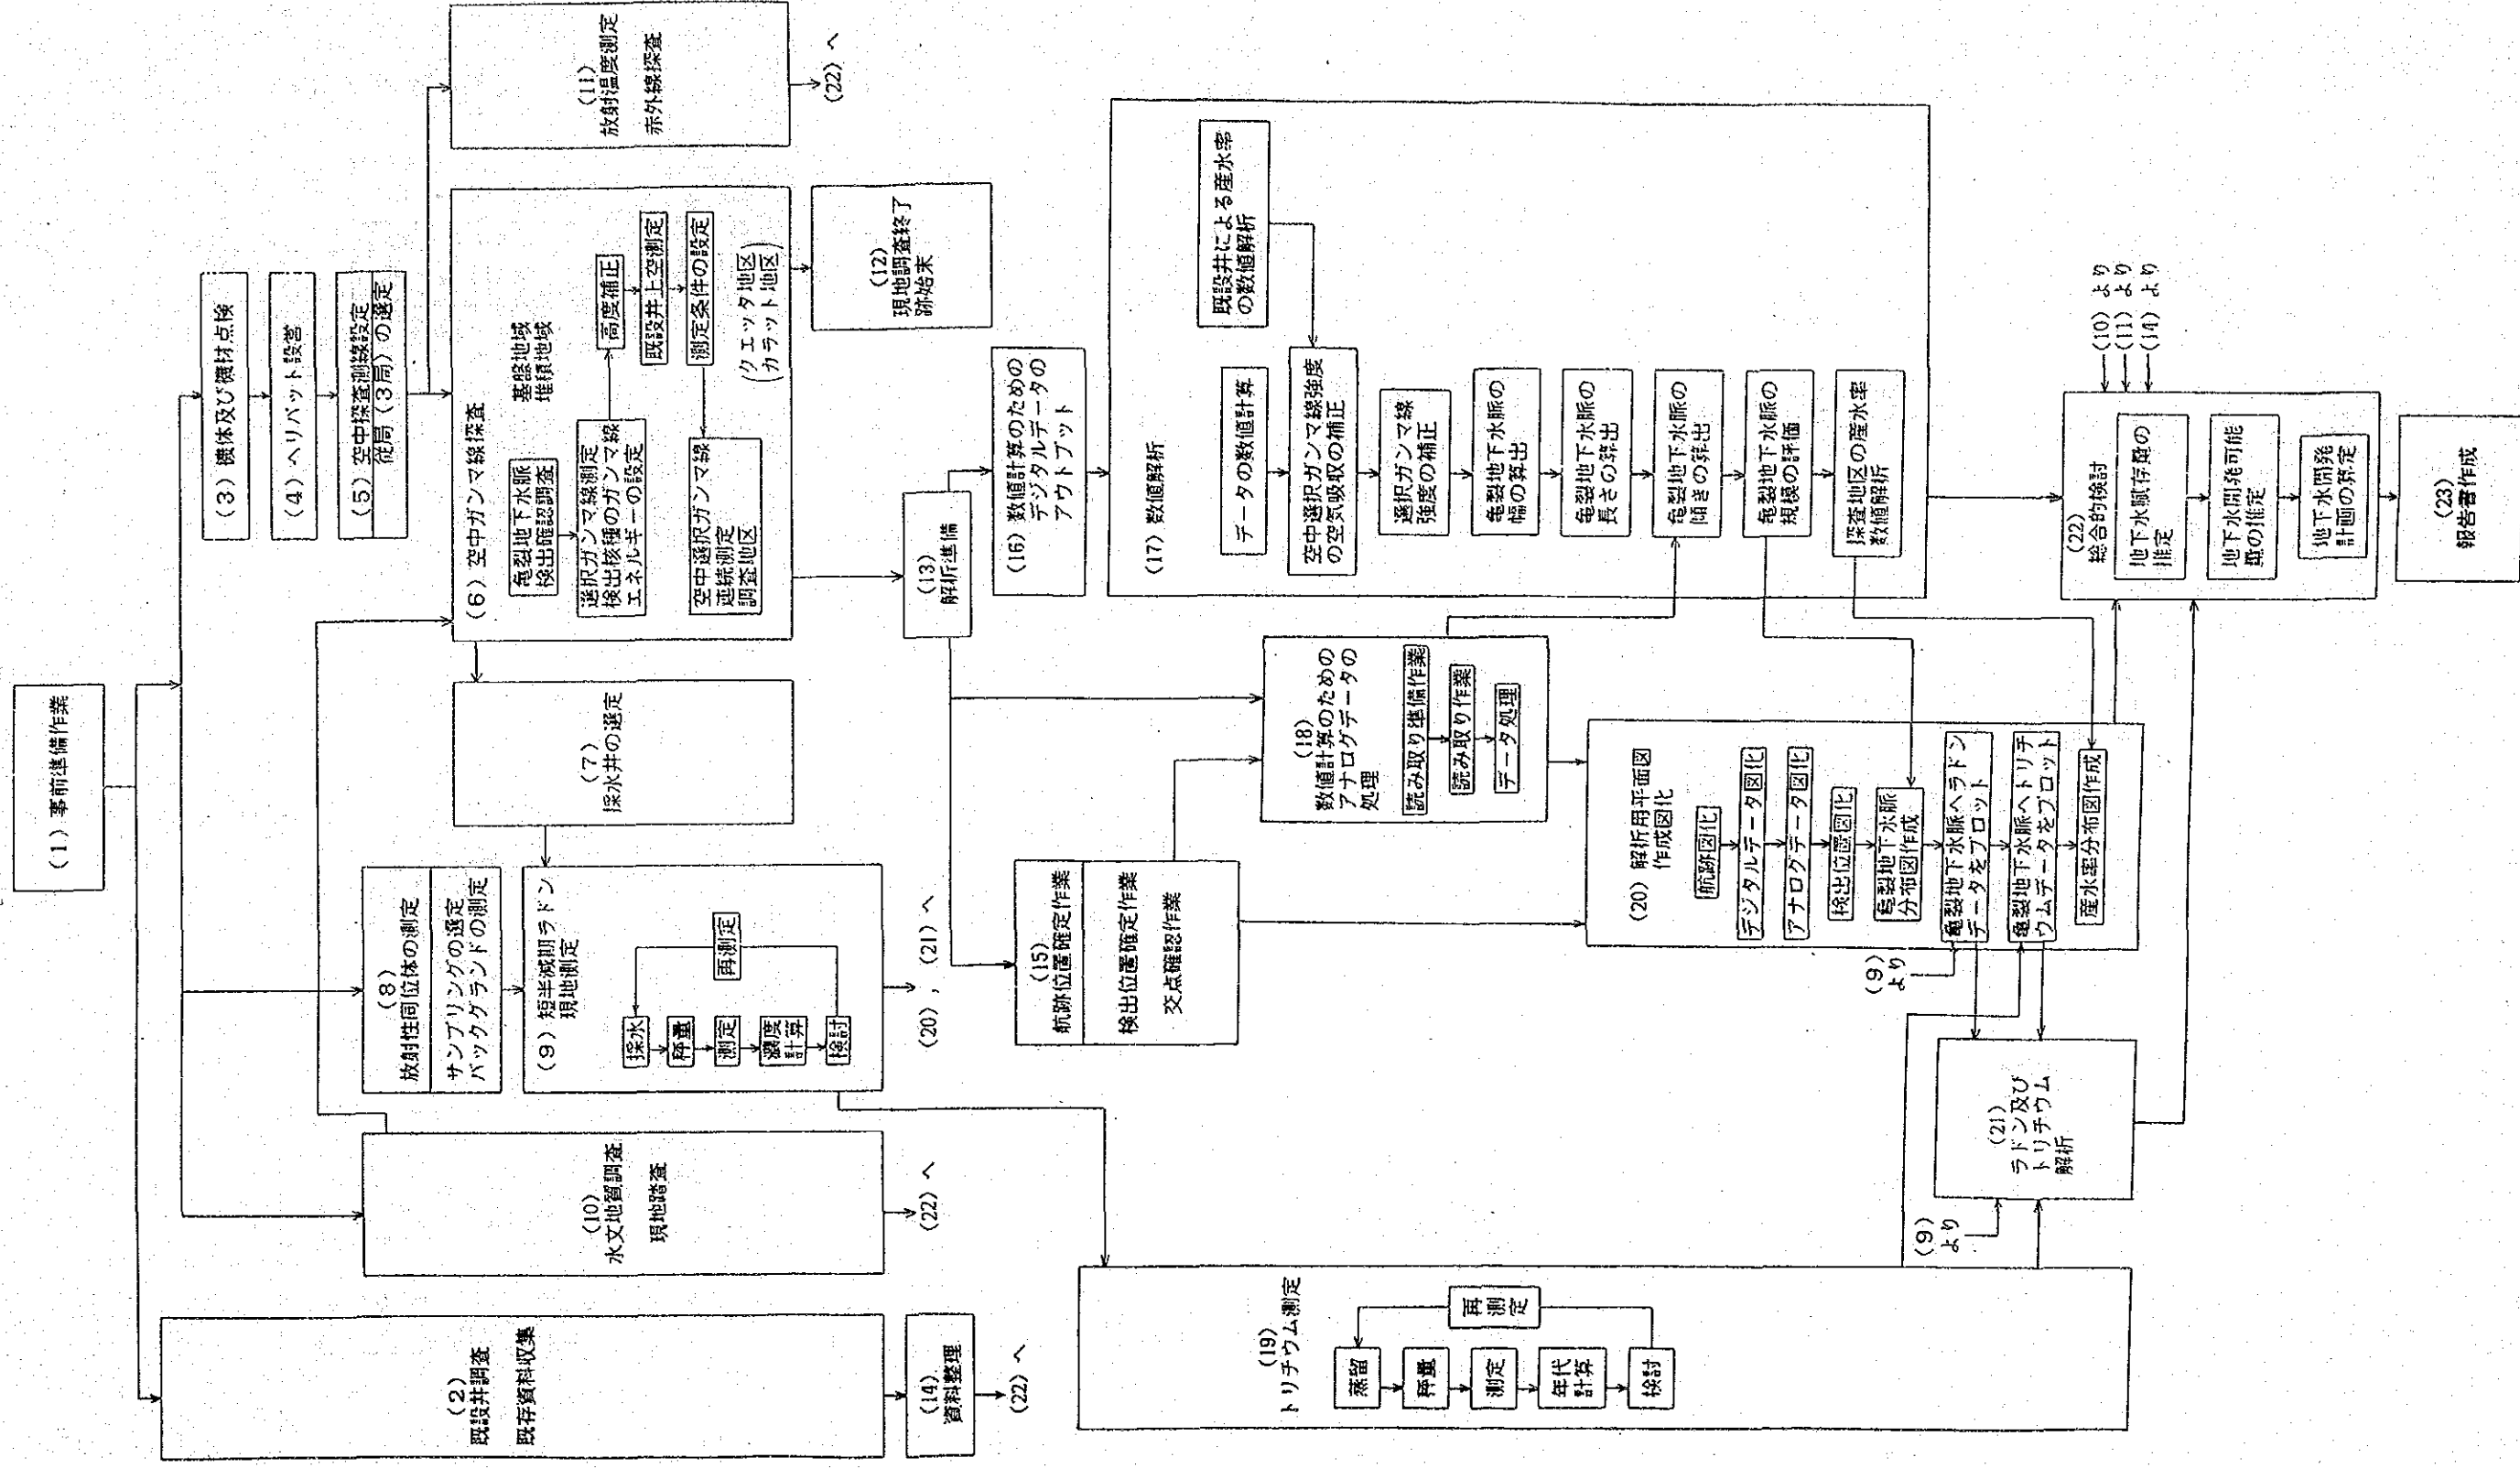 (1) 事前準備作業
(2)
既設井調査
既存資料収集
(14)
資料整理
(22) へ
(10)
水文地質調査
現地踏査
(22) へ
(8)
放射性同位体の測定
サンプリングの選定
バックグランドの測定
(9) 短半減期ラドン
現地測定
採水
秤量
測定
濃度
計算
検討
再測定
(20), (21) へ
(7)
採水井の選定
(3) 機体及び機材点検
(4) ヘリパット設営
(5) 空中探査測線設定
従局 (3局) の選定
(6) 空中ガンマ線探査
亀裂地下水脈
検出確認調査
基盤地域
堆積地域
選択ガンマ線測定
検出核種のガンマ線
エネルギーの設定
高度補正
既設井上空測定
測定条件の設定
空中選択ガンマ線
連続測定
調査地区
(クエッタ地区)
(カラット地区)
(11)
放射温度測定
赤外線探査
(22) へ
(12)
現地調査終了
跡始末
(13)
解析準備
(15)
航跡位置確定作業
検出位置確定作業
交点確認作業
(16) 数値計算のための
デジタルデータの
アウトプット
(17) 数値解析
データの数値計算
既設井による産水率
の数値解析
空中選択ガンマ線強度
の空気吸収の補正
選択ガンマ線
強度の補正
亀裂地下水脈の
幅の算出
亀裂地下水脈の
長さの算出
亀裂地下水脈の
傾きの算出
亀裂地下水脈の
規模の評価
探査地区の産水率
数値解析
(18)
数値計算のための
アナログデータの
処理
読み取り準備作業
読み取り作業
データ処理
(19)
トリチウム測定
蒸留
秤量
測定
年代
計算
検討
再
測
定
(20) 解析用平面図
作成図化
航跡図化
デジタルデータ図化
アナログデータ図化
検出位置図化
亀裂地下水脈
分布図作成
亀裂地下水脈へラドン
データをプロット
亀裂地下水脈へトリチ
ウムデータをプロット
産水率分布図作成
(9)
より
(21)
ラドン及び
トリチウム
解析
(9)
より
(22)
総合的検討
地下水賦存量の
推定
地下水開発可能
量の推定
地下水開発
計画の算定
(10) より
(11) より
(14) より
(23)
報告書作成